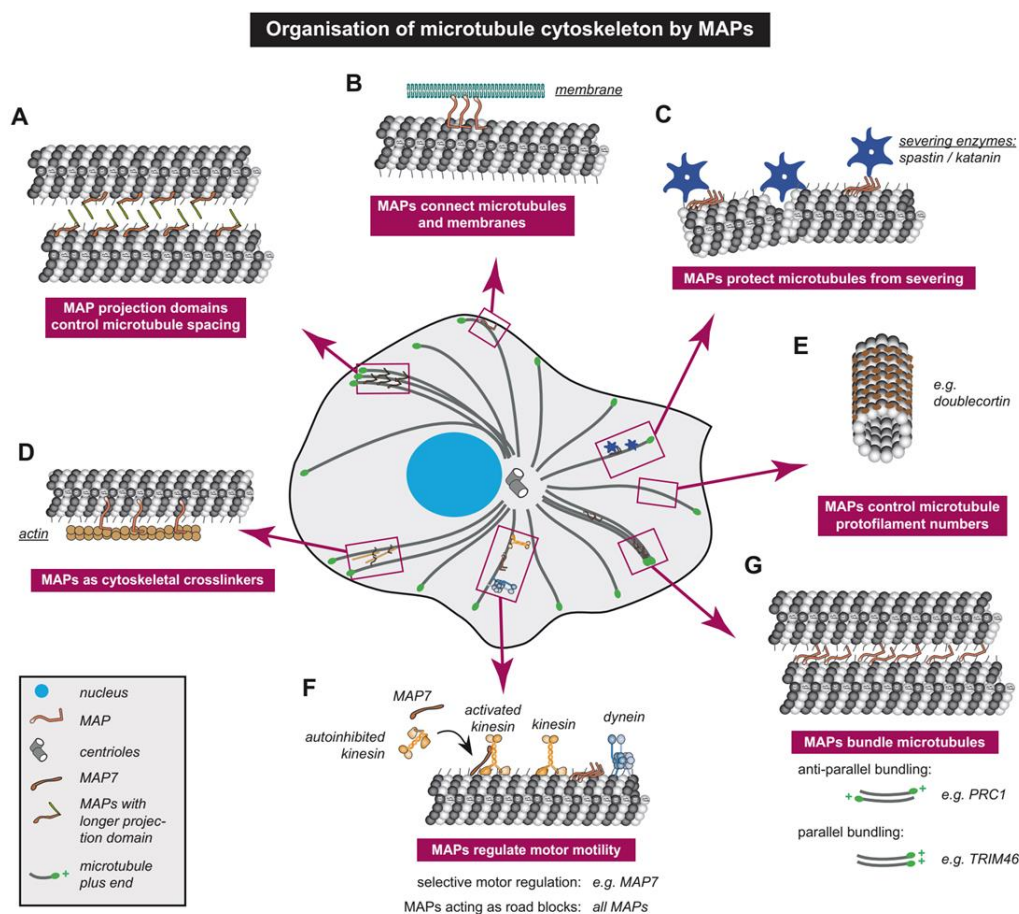 Organisation of microtubule cytoskeleton by MAPs
A
MAP projection domains
control microtubule spacing
B
membrane
MAPs connect microtubules
and membranes
C
severing enzymes:
spastin / katanin
MAPs protect microtubules from severing
D
actin
MAPs as cytoskeletal crosslinkers
E
e.g.
doublecortin
MAPs control microtubule
protofilament numbers
F
MAP7
autoinhibited
kinesin
activated
kinesin
kinesin
dynein
MAPs regulate motor motility
selective motor regulation: e.g. MAP7
MAPs acting as road blocks: all MAPs
G
MAPs bundle microtubules
anti-parallel bundling:
+ + e.g. PRC1
parallel bundling:
+
+ e.g. TRIM46
nucleus
MAP
centrioles
MAP7
MAPs with
longer projec-
tion domain
+ microtubule
plus end